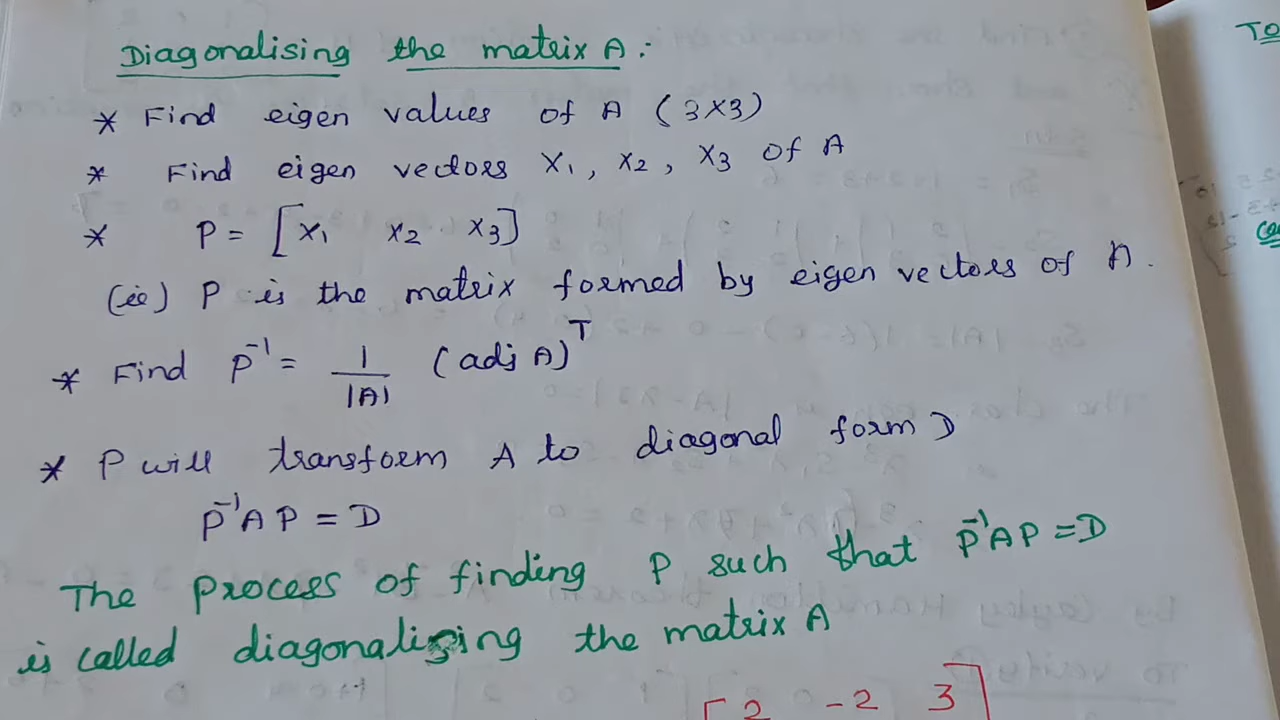 Diagonalising the matrix A :
* Find eigen values of A (3x3)
* Find eigen vectors X₁, X₂, X₃ of A
* P = [X₁ X₂ X₃]
(ie) P is the matrix formed by eigen vectors of A.
* Find P⁻¹ = 1/|A| (adj A)ᵀ
* P will transform A to diagonal form D
P⁻¹AP = D
The process of finding P such that P⁻¹AP = D
is called diagonalising the matrix A
2 -2 3
TO